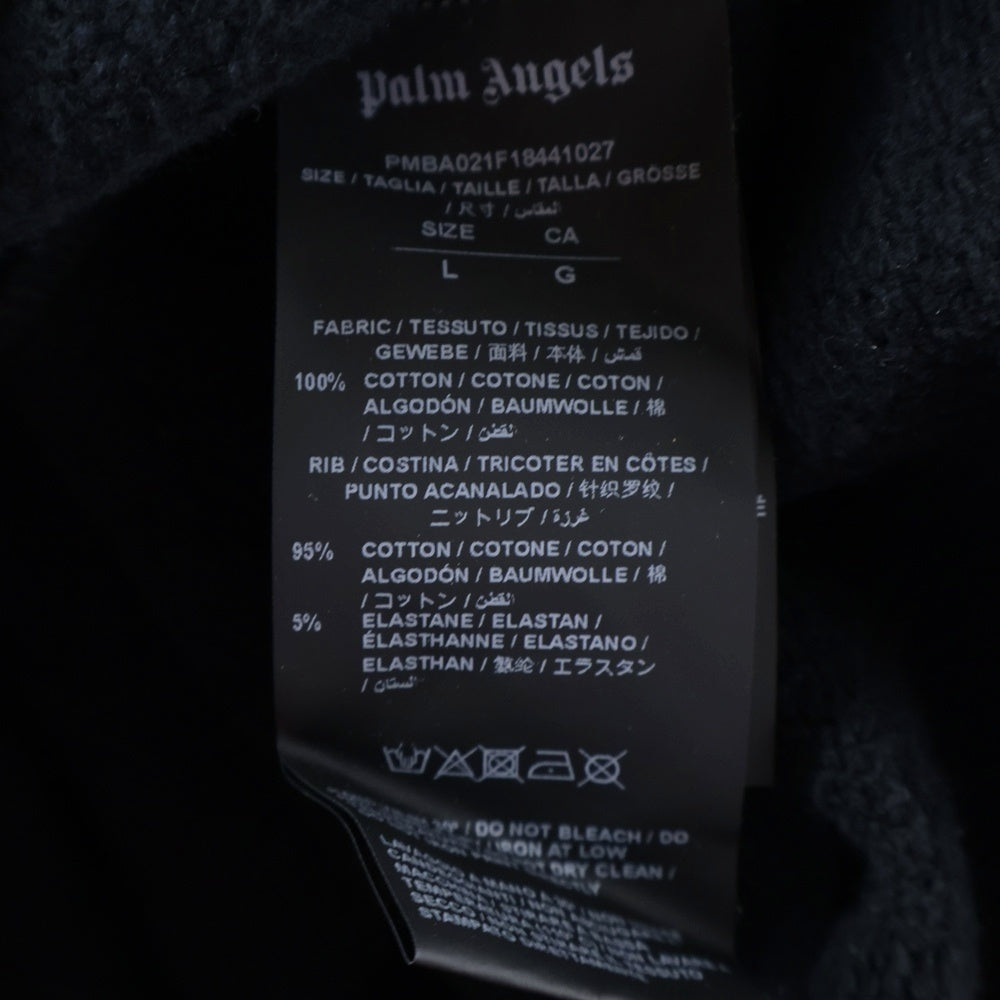 Palm Angels
PMBA021F18441027
SIZE / TAGLIA / TAILLE / TALLA / GRÖSSE
/ 尺寸 / المقاس
SIZE CA
L G
FABRIC / TESSUTO / TISSUS / TEJIDO /
GEWEBE / 面料 / 本体 / قماش
100% COTTON / COTONE / COTON /
ALGODÓN / BAUMWOLLE / 棉
/ コットン / القطن
RIB / COSTINA / TRICOTER EN CÔTES /
PUNTO ACANALADO / 针织罗纹 /
ニットリブ / غرزة
95% COTTON / COTONE / COTON /
ALGODÓN / BAUMWOLLE / 棉
/ コットン / القطن
5% ELASTANE / ELASTAN /
ÉLASTHANNE / ELASTANO /
ELASTHAN / 氨纶 / エラスタン
/ الستان
/ DO NOT BLEACH / DO
IRON AT LOW
DRY CLEAN /
STAMPATO DIRETTAMENTE